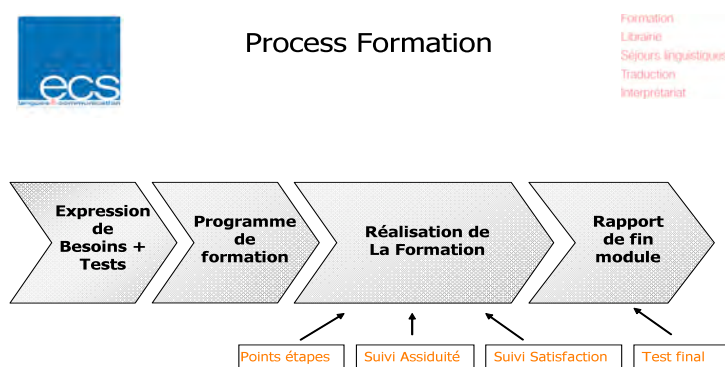 ecs
langues & communication
Process Formation
Formation
Librairie
Séjours linguistiques
Traduction
Interprétariat
Expression
de
Besoins +
Tests
Programme
de
formation
Réalisation de
La Formation
Rapport
de fin
module
Points étapes
Suivi Assiduité
Suivi Satisfaction
Test final